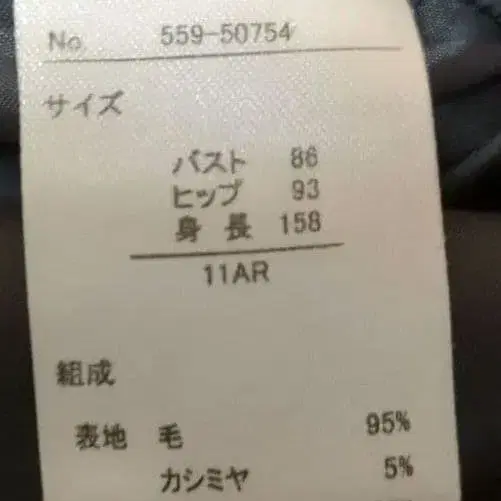 No 559-50754
サイズ
バスト 86
ヒップ 93
身長 158
11AR
組成
表地 毛 95%
カシミヤ 5%